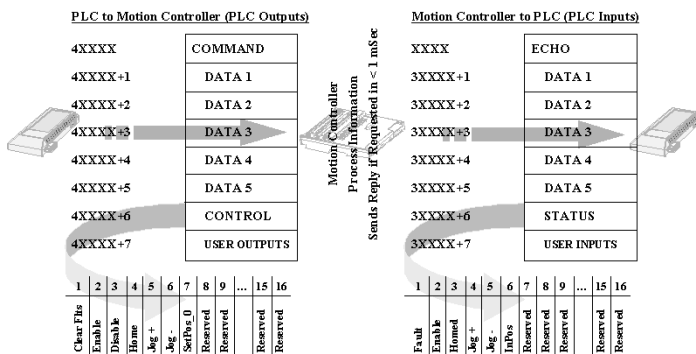 PLC to Motion Controller (PLC Outputs)
4XXXX COMMAND
4XXXX+1 DATA 1
4XXXX+2 DATA 2
4XXXX+3 DATA 3
4XXXX+4 DATA 4
4XXXX+5 DATA 5
4XXXX+6 CONTROL
4XXXX+7 USER OUTPUTS
1 2 3 4 5 6 7 8 9 ... 15 16
Clear Flts
Enable
Disable
Home
Jog +
Jog -
SetPos_0
Reserved
Reserved
Reserved
Reserved
Motion Controller
Process Information
Sends Reply if Requested in < 1 mSec
Motion Controller to PLC (PLC Inputs)
XXXX ECHO
3XXXX+1 DATA 1
3XXXX+2 DATA 2
3XXXX+3 DATA 3
3XXXX+4 DATA 4
3XXXX+5 DATA 5
3XXXX+6 STATUS
3XXXX+7 USER INPUTS
1 2 3 4 5 6 7 8 9 ... 15 16
Fault
Enable
Homed
Jog +
Jog -
InPos
Reserved
Reserved
Reserved
Reserved
Reserved